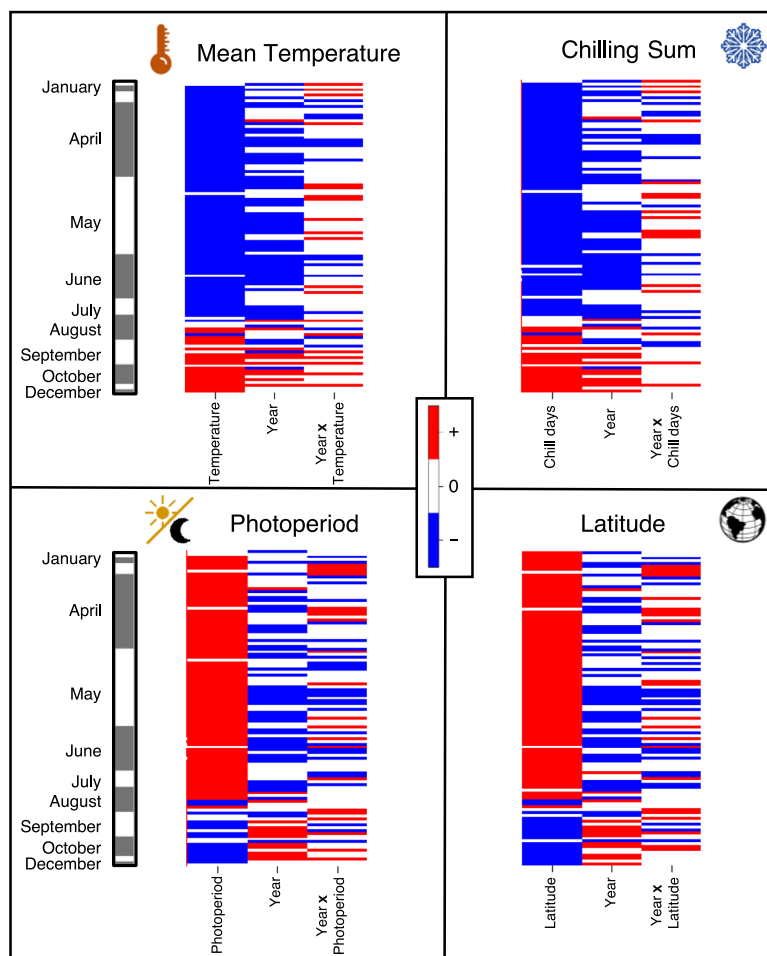 Mean Temperature
January
April
May
June
July
August
September
October
December
Temperature
Year
Year x
Temperature
Chilling Sum
Chill days
Year
Year x
Chill days
+
0
−
Photoperiod
January
April
May
June
July
August
September
October
December
Photoperiod
Year
Year x
Photoperiod
Latitude
Latitude
Year
Year x
Latitude